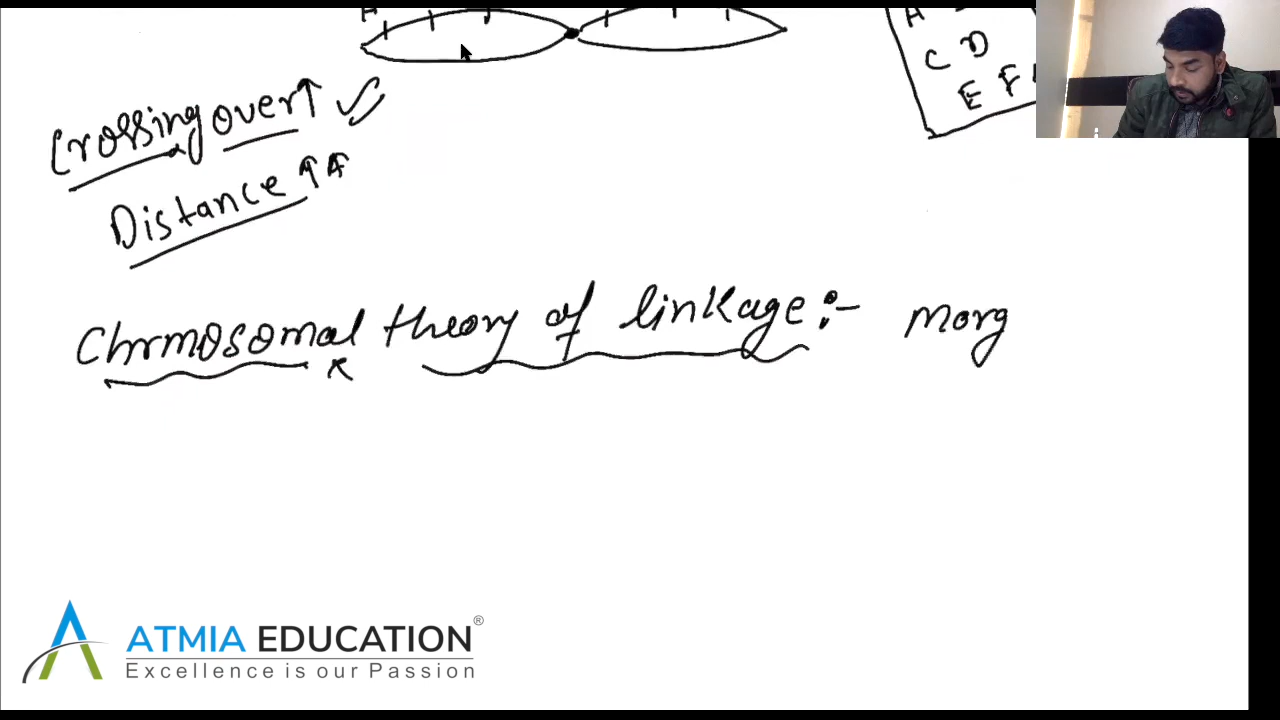 A
C D
E F
Crossing over↑ ✓
Distance ↑↑
Chrmosomal theory of linkage :- morg
ATMIA EDUCATION®
Excellence is our Passion